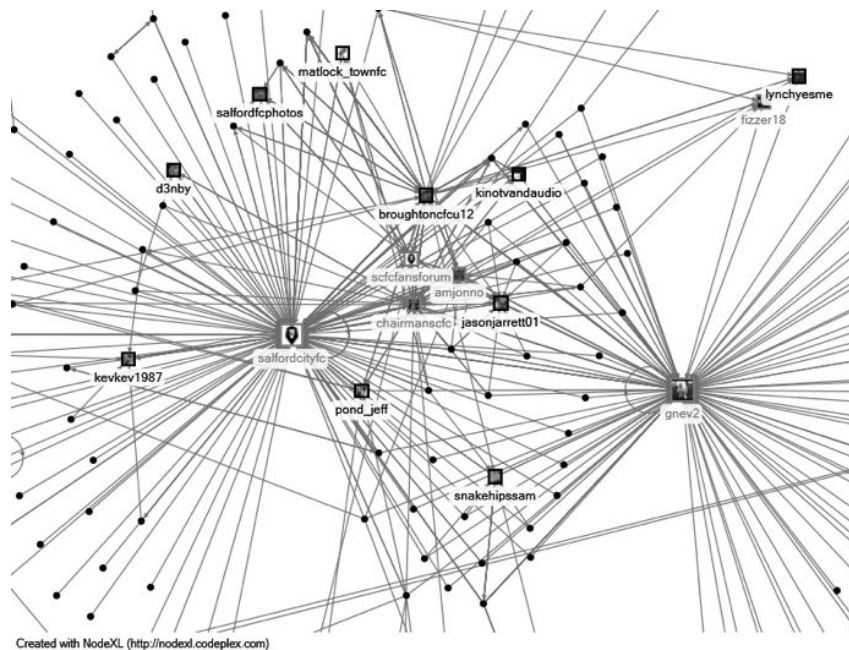 matlock_townfc
lynchyesme
salfordfcphotos
fizzer18
d3nby
kinotvandaudio
broughtoncfcu12
scfcfansforum
amjonno
chairmanscfc
jasonjarrett01
salfordcityfc
kevkev1987
pond_jeff
gnev2
snakehipssam
Created with NodeXL (http://nodexl.codeplex.com)